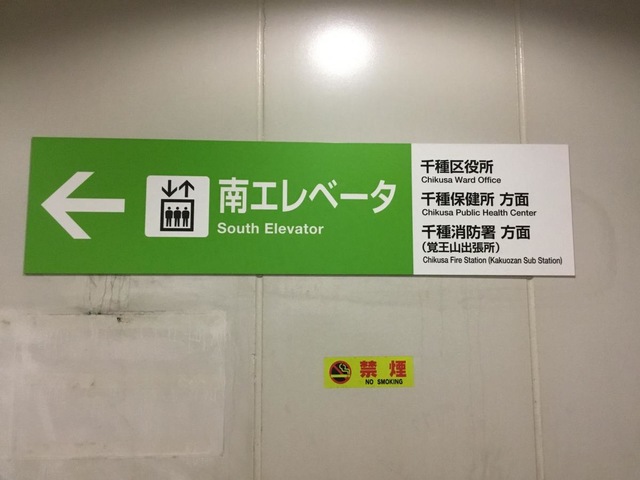 南エレベータ
South Elevator
千種区役所
Chikusa Ward Office
千種保健所 方面
Chikusa Public Health Center
千種消防署 方面
(覚王山出張所)
Chikusa Fire Station (Kakuozan Sub Station)
禁煙
NO SMOKING